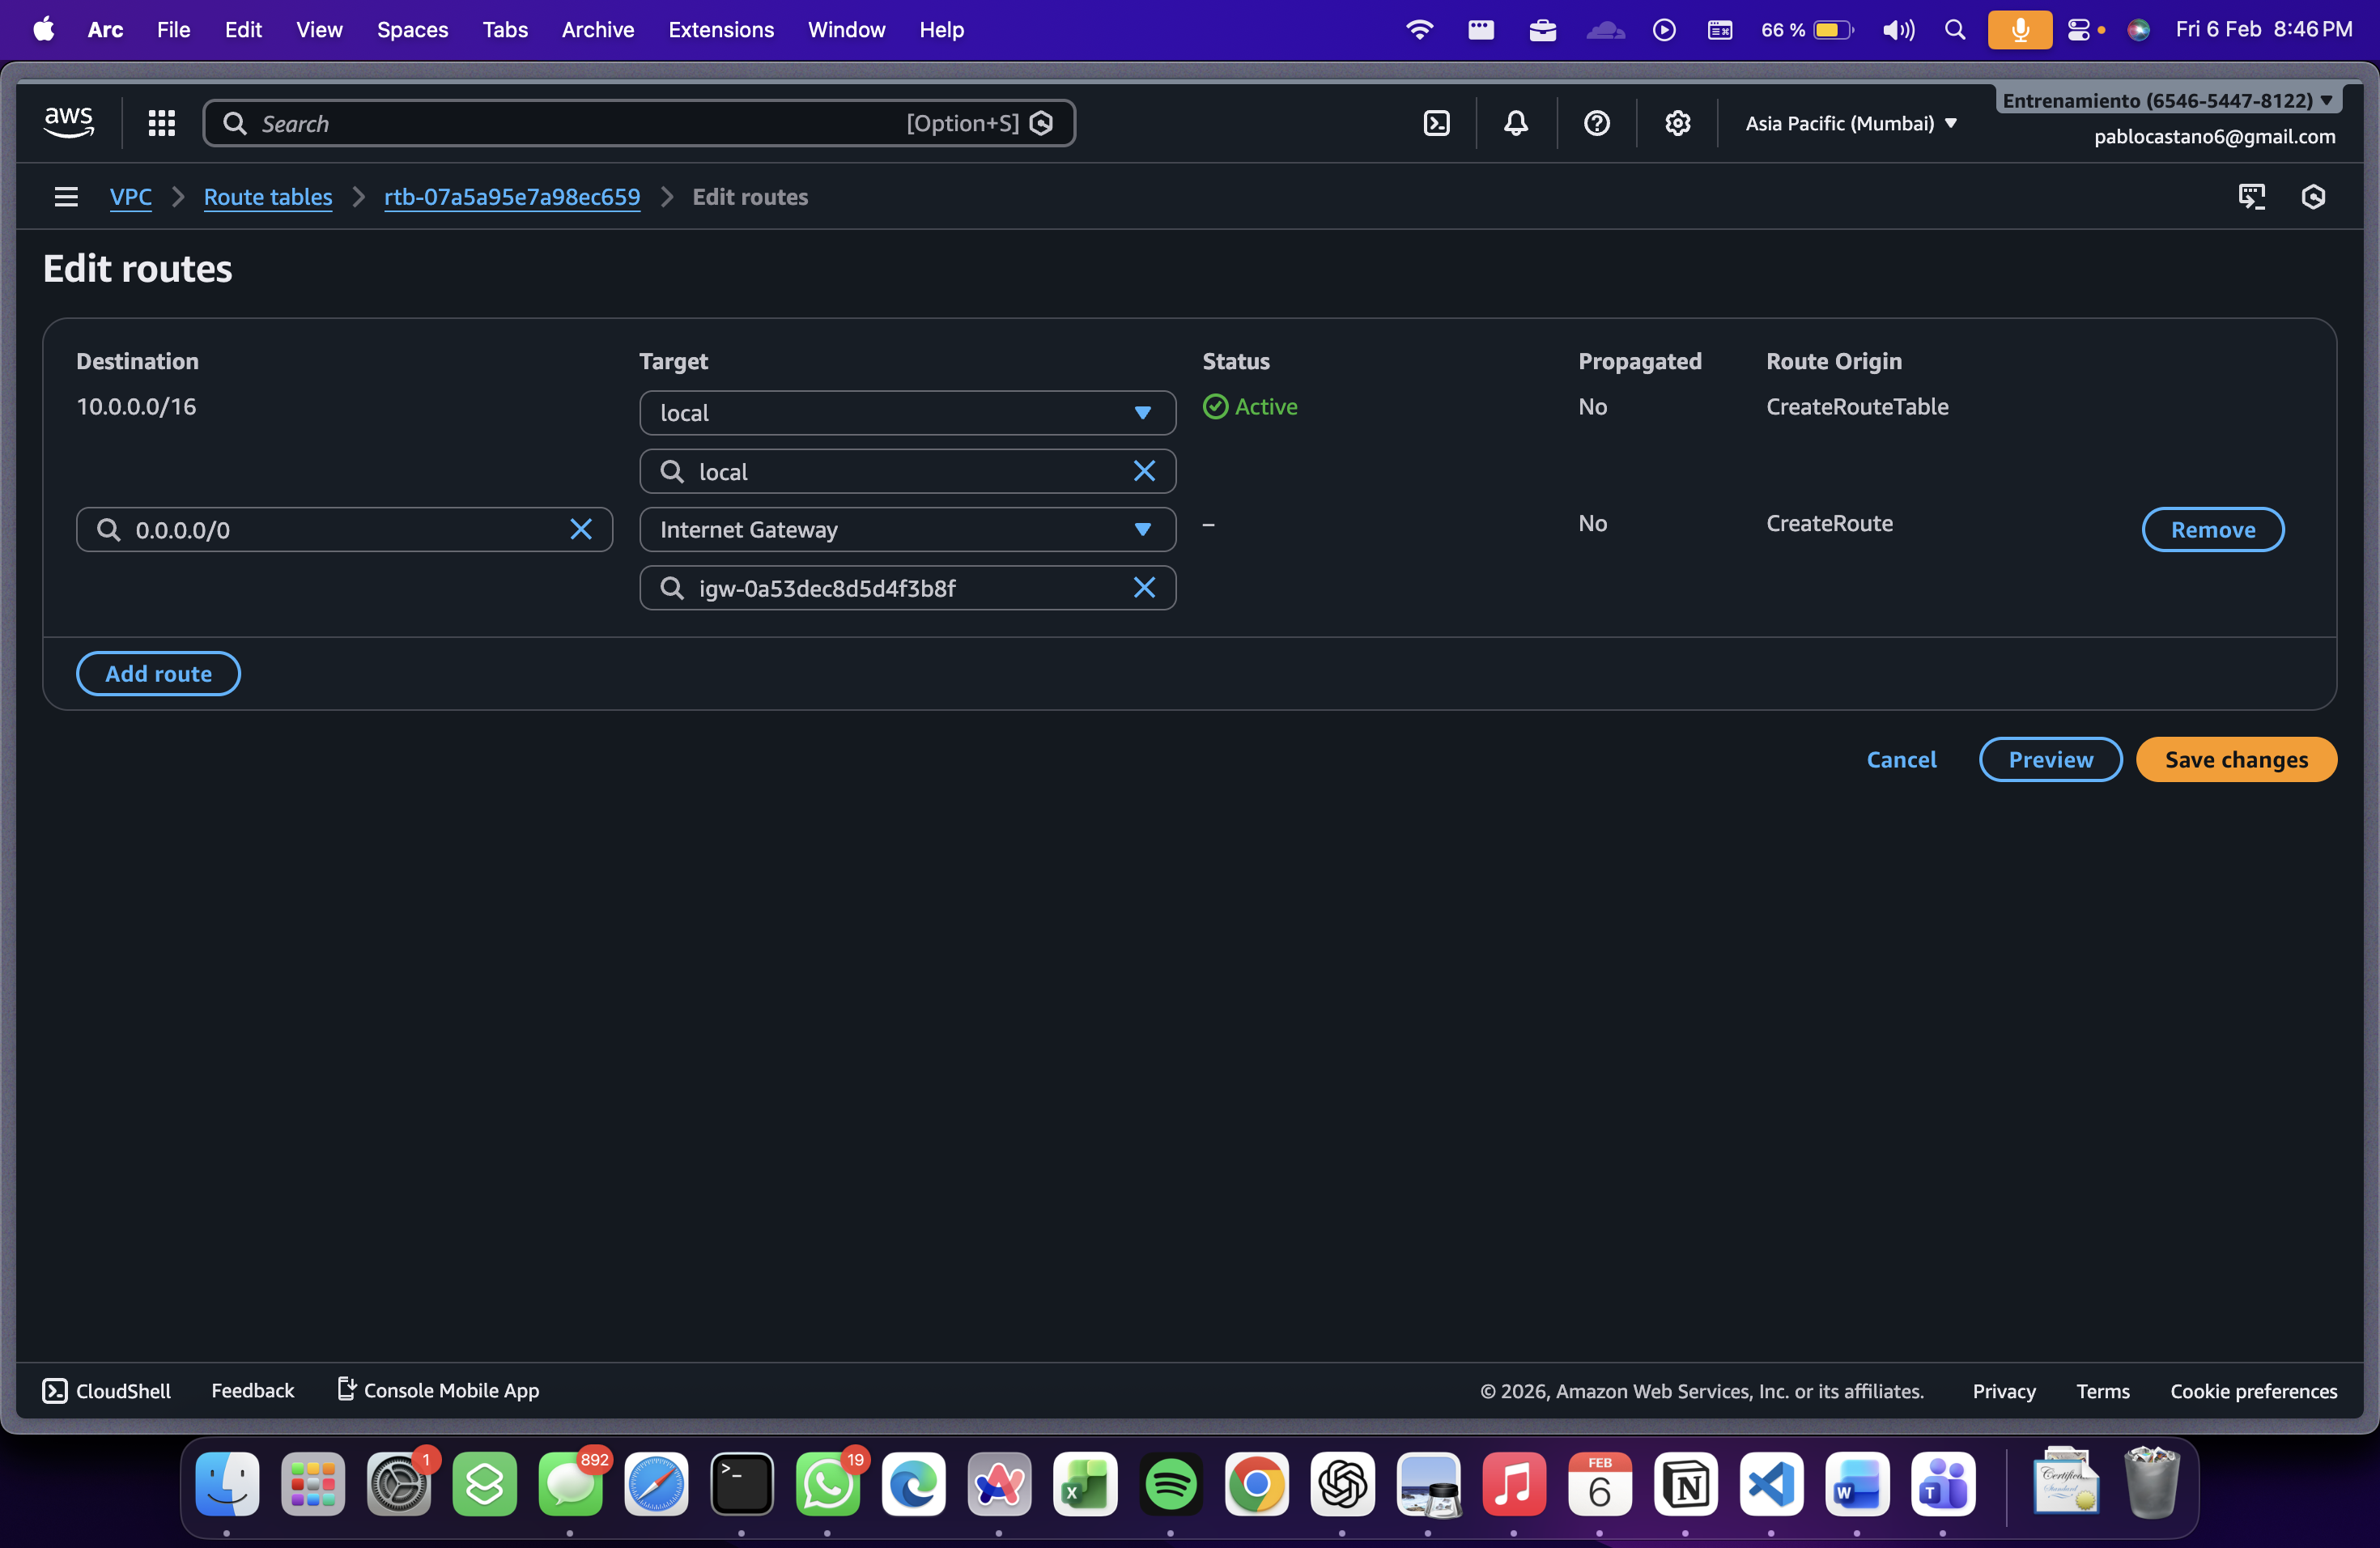 Arc File Edit View Spaces Tabs Archive Extensions Window Help 66 % Fri 6 Feb 8:46 PM
aws Search [Option+S] Asia Pacific (Mumbai) Entrenamiento (6546-5447-8122)
pablocastano6@gmail.com
VPC Route tables rtb-07a5a95e7a98ec659 Edit routes
Edit routes
Destination Target Status Propagated Route Origin
10.0.0.0/16 local Active No CreateRouteTable
local
0.0.0.0/0 Internet Gateway – No CreateRoute Remove
igw-0a53dec8d5d4f3b8f
Add route
Cancel Preview Save changes
CloudShell Feedback Console Mobile App © 2026, Amazon Web Services, Inc. or its affiliates. Privacy Terms Cookie preferences
1 892 19 FEB
6